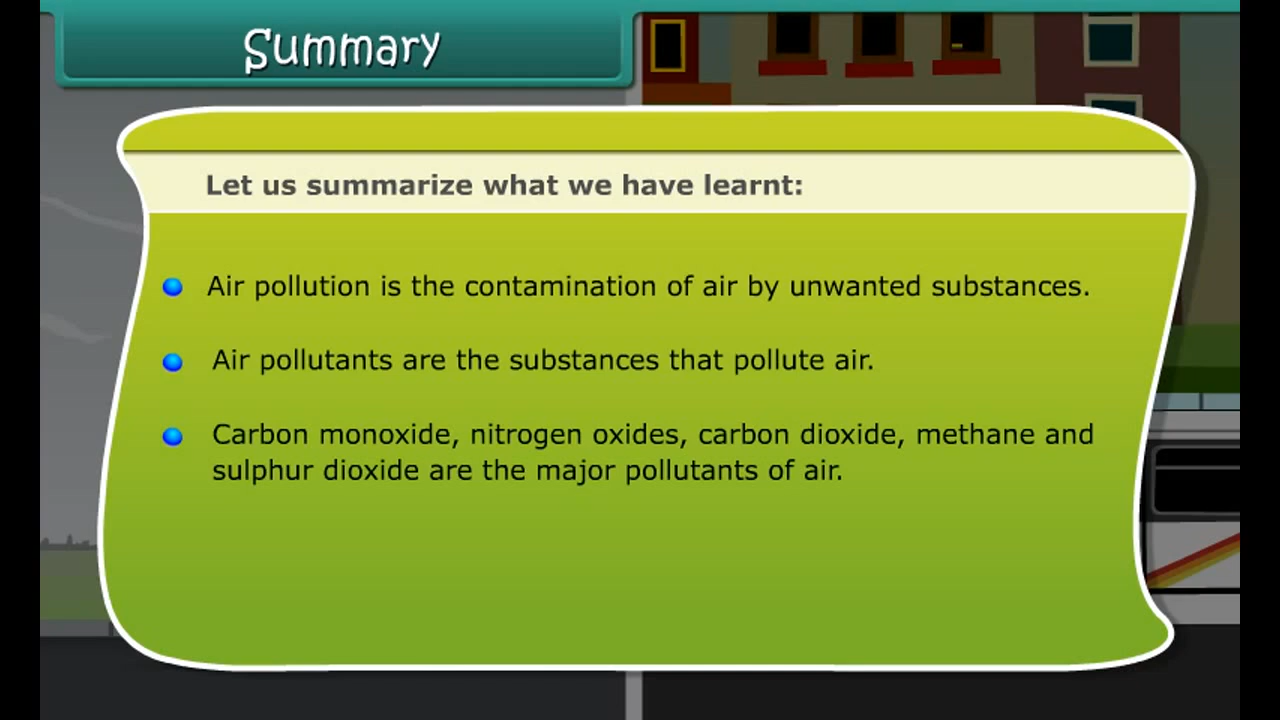 Summary
Let us summarize what we have learnt:
Air pollution is the contamination of air by unwanted substances.
Air pollutants are the substances that pollute air.
Carbon monoxide, nitrogen oxides, carbon dioxide, methane and
sulphur dioxide are the major pollutants of air.